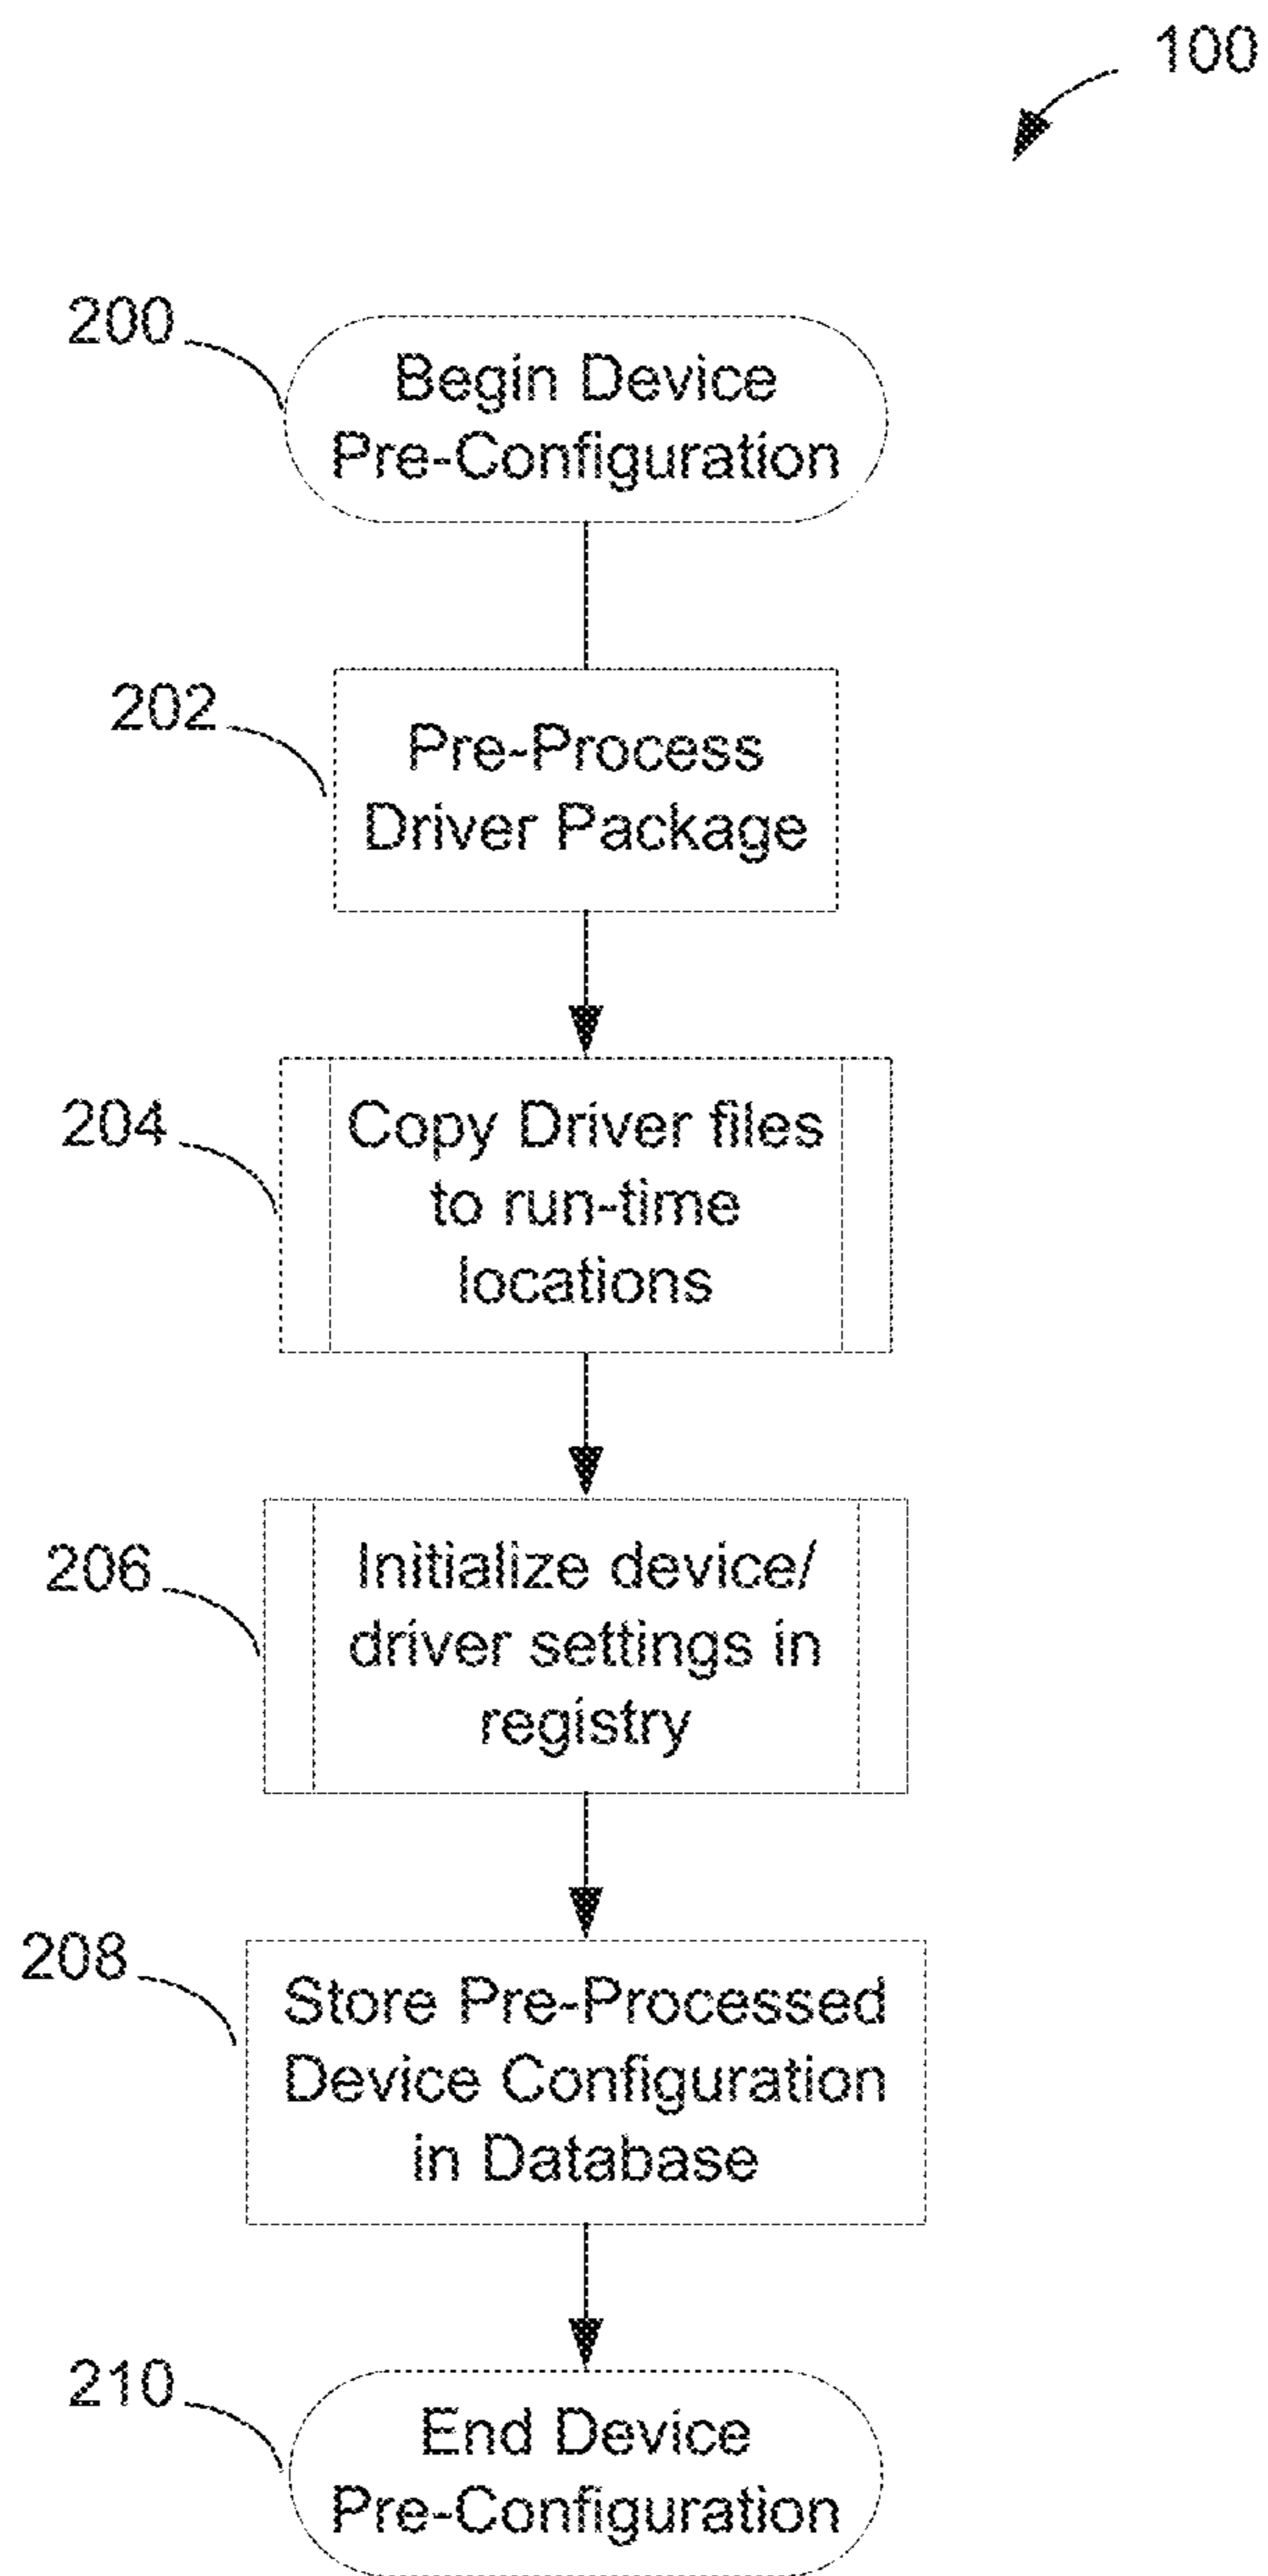 100
200
Begin Device
Pre-Configuration
202
Pre-Process
Driver Package
204
Copy Driver files
to run-time
locations
206
Initialize device/
driver settings in
registry
208
Store Pre-Processed
Device Configuration
in Database
210
End Device
Pre-Configuration